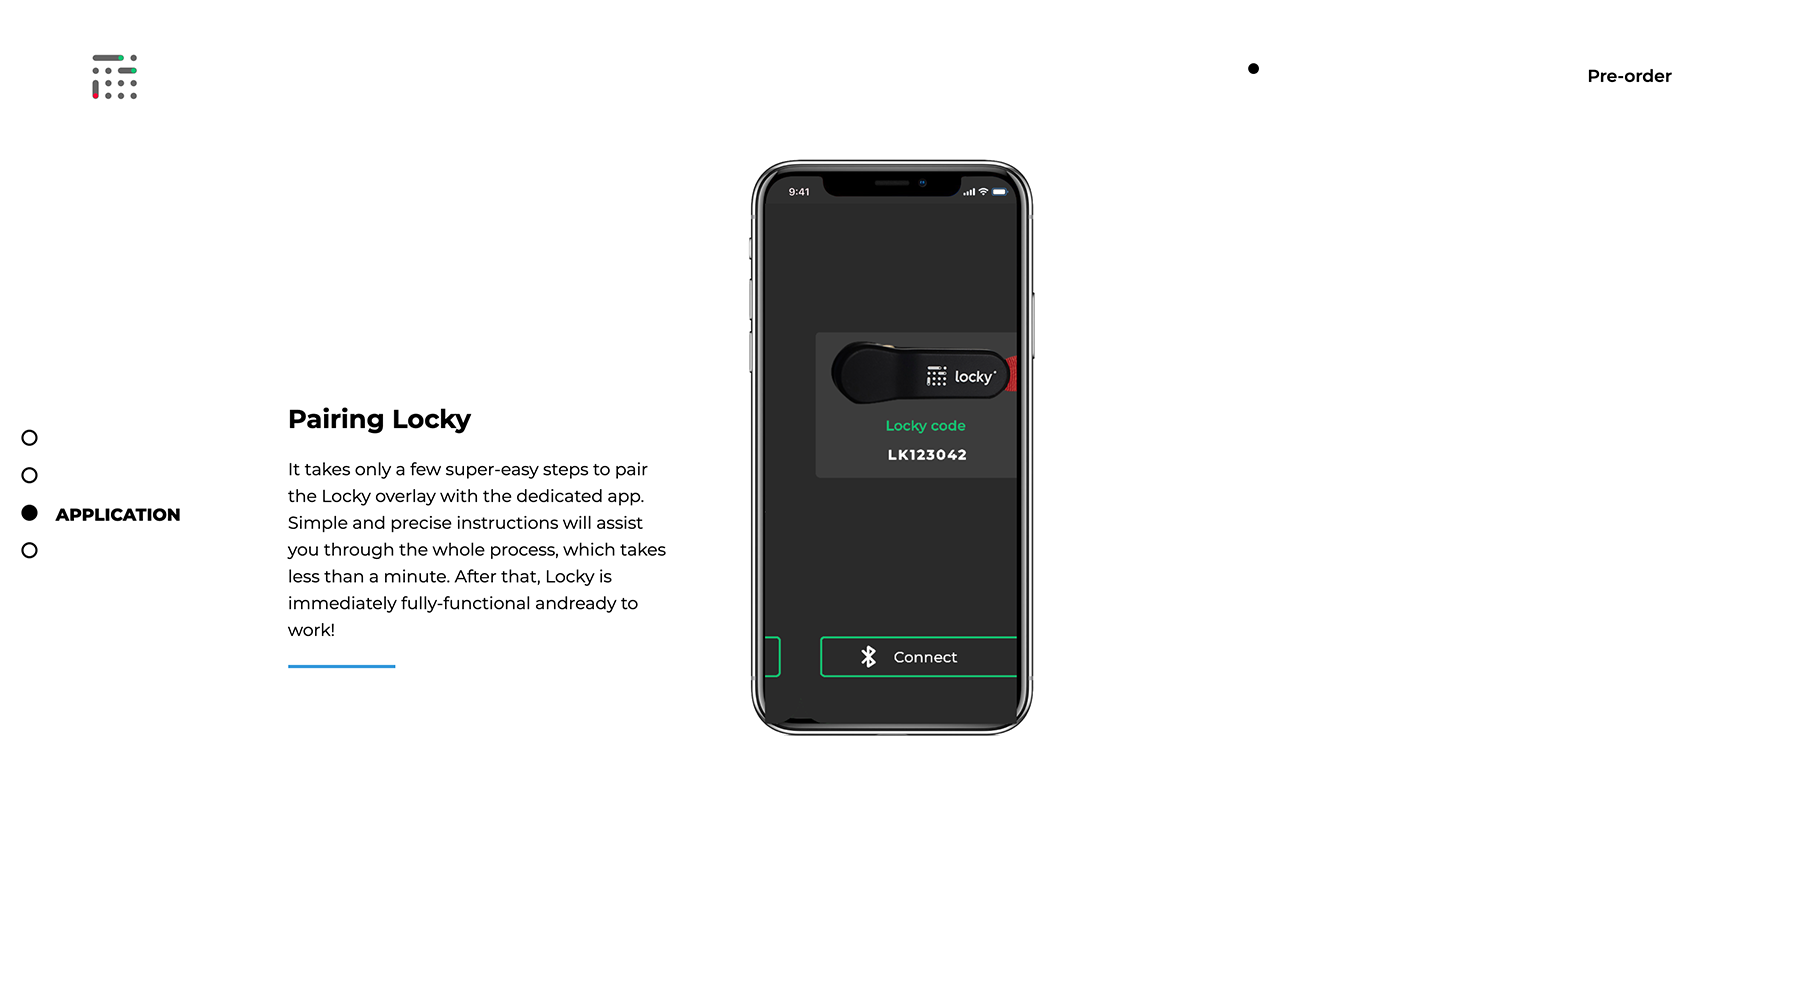 Pre-order
9:41
locky
Locky code
LK123042
Connect
APPLICATION
Pairing Locky
It takes only a few super-easy steps to pair
the Locky overlay with the dedicated app.
Simple and precise instructions will assist
you through the whole process, which takes
less than a minute. After that, Locky is
immediately fully-functional andready to
work!